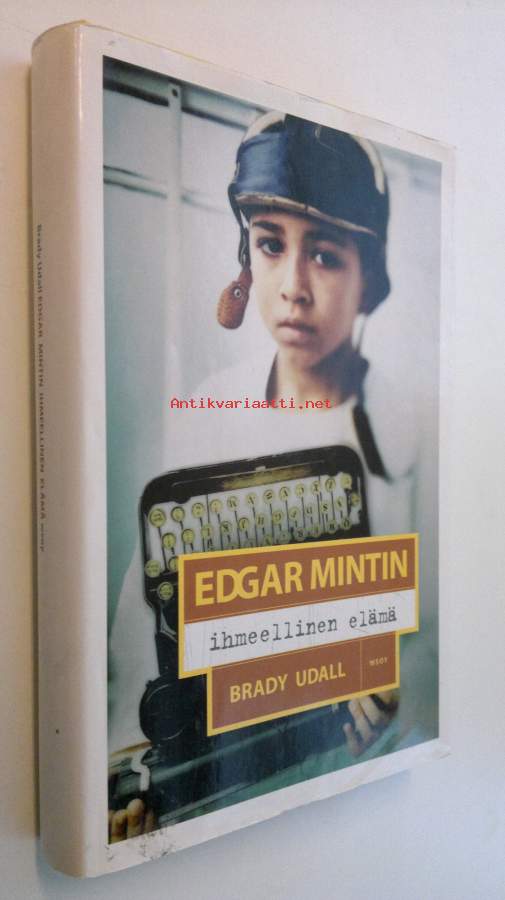 Brady Udall EDGAR MINTIN IHMEELLINEN ELÄMÄ WSOY
Antikvariaatti.net
EDGAR MINTIN
ihmeellinen elämä
BRADY UDALL
WSOY